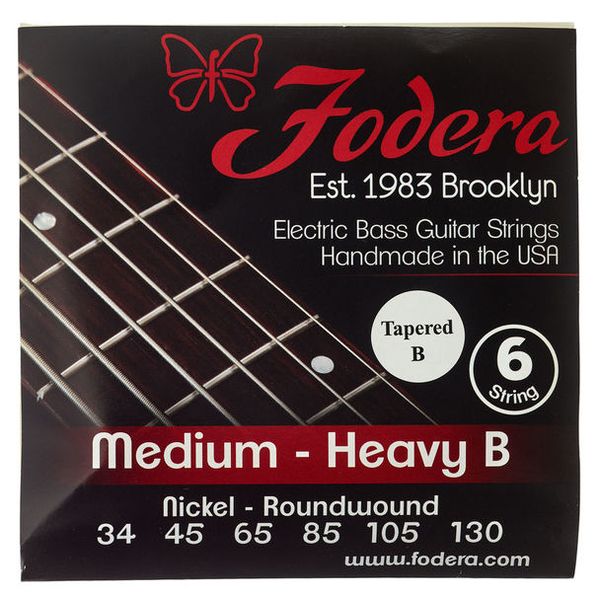 Fodera
Est. 1983 Brooklyn
Electric Bass Guitar Strings
Handmade in the USA
Tapered
B
6
String
Medium - Heavy B
Nickel - Roundwound
34 45 65 85 105 130
www.fodera.com